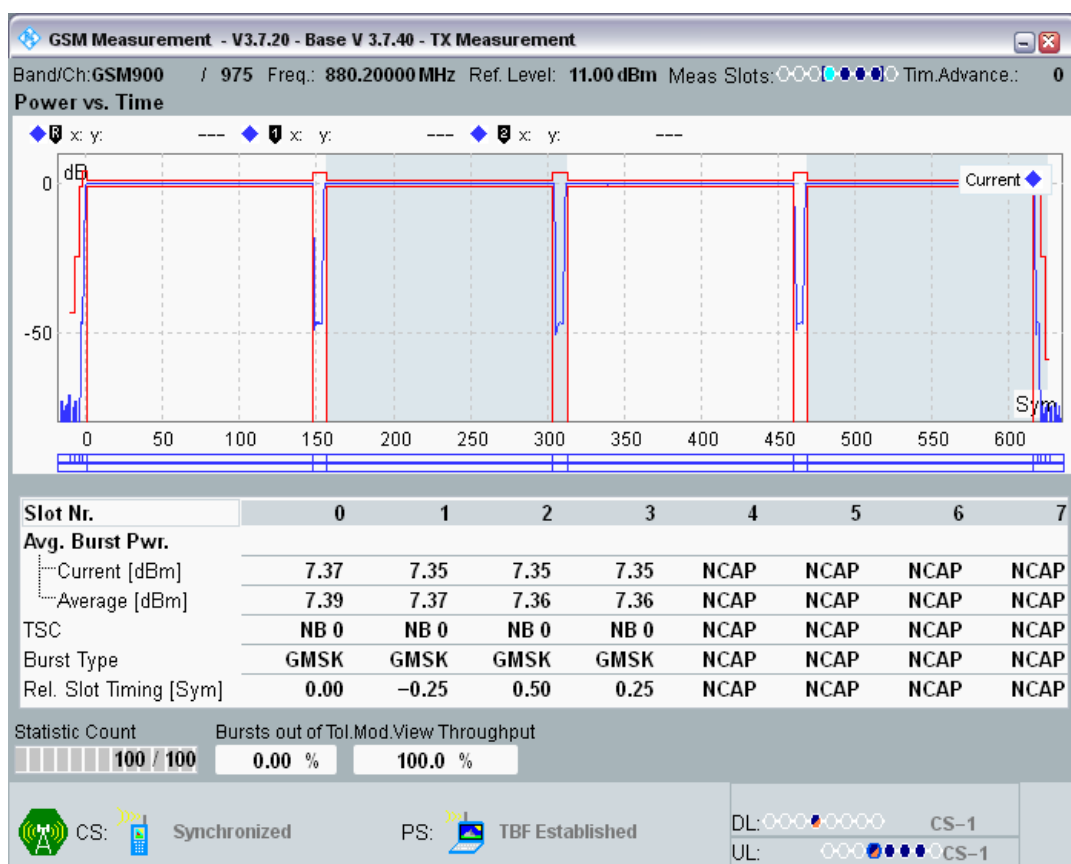 GSM Measurement - V3.7.20 - Base V 3.7.40 - TX Measurement
Band/Ch:GSM900 / 975 Freq.: 880.20000 MHz Ref. Level: 11.00 dBm Meas Slots: Tim.Advance.: 0
Power vs. Time
R x: y: --- 1 x: y: --- 2 x: y: ---
dB
Current
0
-50
Sym
0 50 100 150 200 250 300 350 400 450 500 550 600
Slot Nr. 0 1 2 3 4 5 6 7
Avg. Burst Pwr.
Current [dBm] 7.37 7.35 7.35 7.35 NCAP NCAP NCAP NCAP
Average [dBm] 7.39 7.37 7.36 7.36 NCAP NCAP NCAP NCAP
TSC NB 0 NB 0 NB 0 NB 0 NCAP NCAP NCAP NCAP
Burst Type GMSK GMSK GMSK GMSK NCAP NCAP NCAP NCAP
Rel. Slot Timing [Sym] 0.00 −0.25 0.50 0.25 NCAP NCAP NCAP NCAP
Statistic Count Bursts out of Tol.Mod.View Throughput
100 / 100 0.00 % 100.0 %
CS: Synchronized PS: TBF Established
DL: CS−1
UL: CS−1